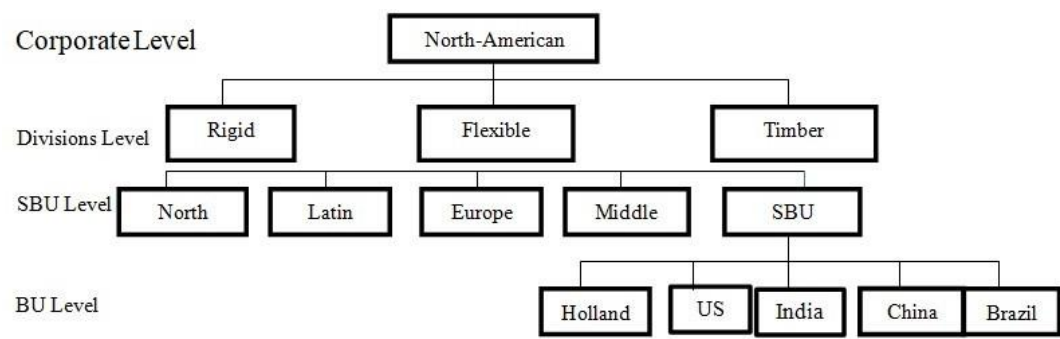 Corporate Level
North-American
Divisions Level
Rigid
Flexible
Timber
SBU Level
North
Latin
Europe
Middle
SBU
BU Level
Holland
US
India
China
Brazil